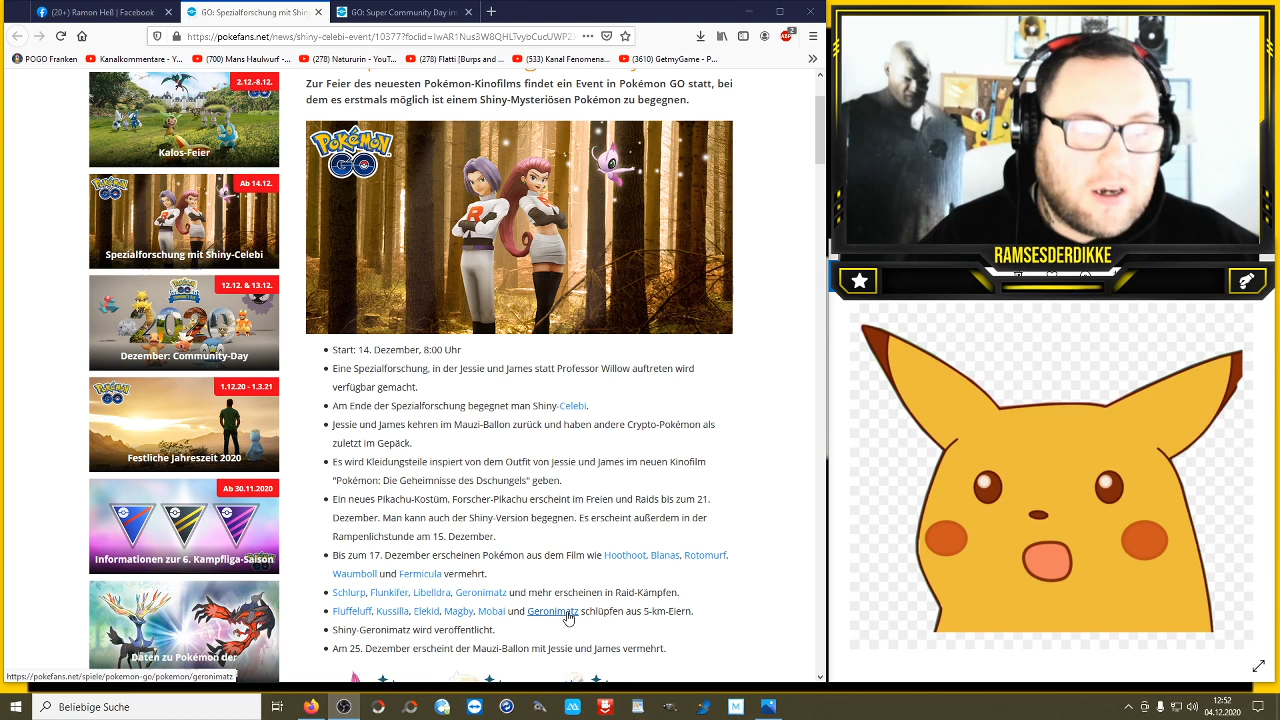 (20+) Ramon Heß | Facebook
GO: Spezialforschung mit Shin
GO: Super Community Day im
https://pokefans.net/news/shiny-celebi-event/10377?fbclid=IwAR1Nus3W8QHLTvybCucUWP2
2
POGO Franken
Kanalkommentare - Y...
(700) Mans Haulwurf -...
(278) Natururin - YouT...
(278) Flatti [Burps and ...
(533) Kanal Fenomena...
(3610) GetmyGame - P...
2.12.-8.12.
Kalos-Feier
Ab 14.12.
Spezialforschung mit Shiny-Celebi
12.12. & 13.12.
2020
Dezember: Community-Day
1.12.20 - 1.3.21
Pokémon GO
Festliche Jahreszeit 2020
Ab 30.11.2020
Informationen zur 6. Kampfliga-Saison
Daten zu Pokémon der
Zur Feier des neuesten Pokémon-Kinofilms findet ein Event in Pokémon GO statt, bei
dem es erstmals möglich ist einem Shiny-Mysteriösen Pokémon zu begegnen.
Pokémon GO
R
R
Start: 14. Dezember, 8:00 Uhr
Eine Spezialforschung, in der Jessie und James statt Professor Willow auftreten wird
verfügbar gemacht.
Am Ende der Spezialforschung begegnet man Shiny-Celebi.
Jessie und James kehren im Mauzi-Ballon zurück und haben andere Crypto-Pokémon als
zuletzt im Gepäck.
Es wird Kleidungsteile inspiert von dem Outfit von Jessie und James im neuen Kinofilm
"Pokémon: Die Geheimnisse des Dschungels" geben.
Ein neues Pikachu-Kostüm, Forscher-Pikachu erscheint im Freien und Raids bis zum 21.
Dezember. Man kann auch der Shiny-Version begegnen. Es erscheint außerdem in der
Rampenlichstunde am 15. Dezember.
Bis zum 17. Dezember erscheinen Pokémon aus dem Film wie Hoothoot, Blanas, Rotomurf,
Waumboll und Fermicula vermehrt.
Schlurp, Flunkifer, Libelldra, Geronimatz und mehr erscheinen in Raid-Kämpfen.
Fluffeluff, Kussilla, Elekid, Magby, Mobai und Geronimatz schlüpfen aus 5-km-Eiern.
Shiny-Geronimatz wird veröffentlicht.
Am 25. Dezember erscheint der Mauzi-Ballon mit Jessie und James vermehrt.
https://pokefans.net/spiele/pokemon-go/pokemon/geronimatz
RAMSESDERDIKKE
Beliebige Suche
12:52
04.12.2020